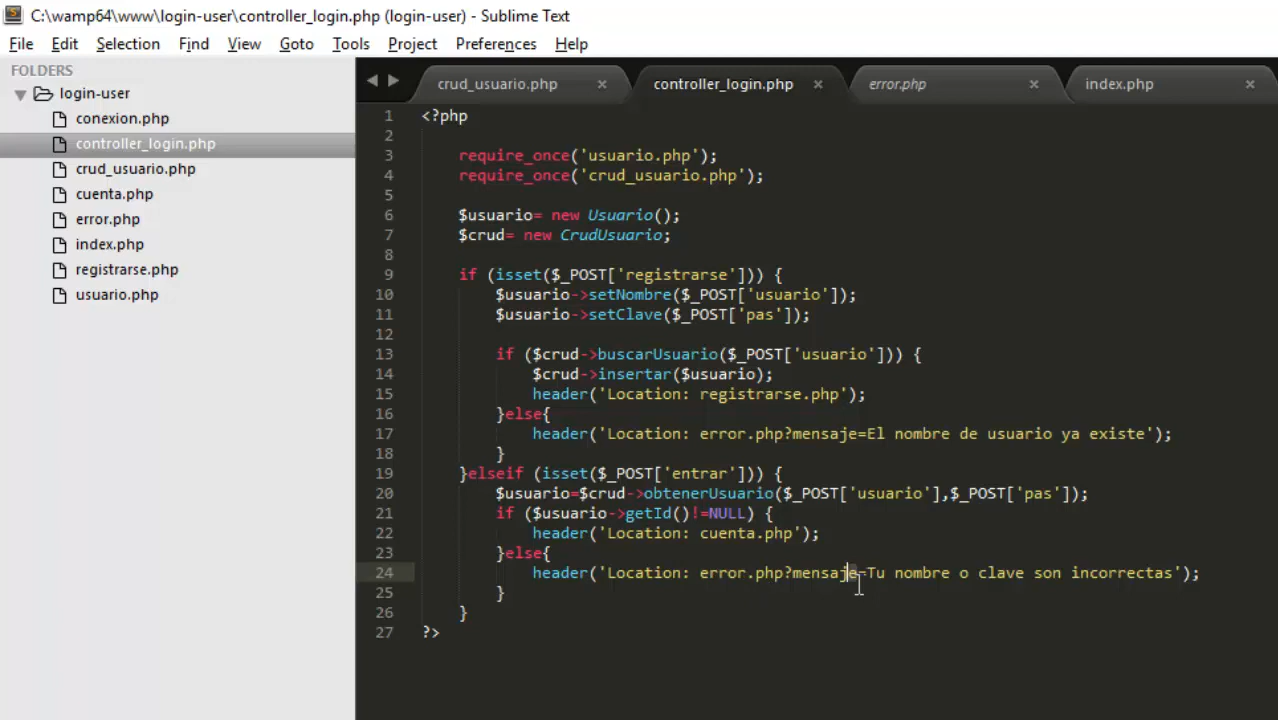 C:\wamp64\www\login-user\controller_login.php (login-user) - Sublime Text
File Edit Selection Find View Goto Tools Project Preferences Help
FOLDERS
login-user
conexion.php
controller_login.php
crud_usuario.php
cuenta.php
error.php
index.php
registrarse.php
usuario.php
crud_usuario.php × controller_login.php × error.php × index.php ×
1 <?php
2
3 require_once('usuario.php');
4 require_once('crud_usuario.php');
5
6 $usuario= new Usuario();
7 $crud= new CrudUsuario;
8
9 if (isset($_POST['registrarse'])) {
10 $usuario->setNombre($_POST['usuario']);
11 $usuario->setClave($_POST['pas']);
12
13 if ($crud->buscarUsuario($_POST['usuario'])) {
14 $crud->insertar($usuario);
15 header('Location: registrarse.php');
16 }else{
17 header('Location: error.php?mensaje=El nombre de usuario ya existe');
18 }
19 }elseif (isset($_POST['entrar'])) {
20 $usuario=$crud->obtenerUsuario($_POST['usuario'],$_POST['pas']);
21 if ($usuario->getId()!=NULL) {
22 header('Location: cuenta.php');
23 }else{
24 header('Location: error.php?mensaje=Tu nombre o clave son incorrectas');
25 }
26 }
27 ?>